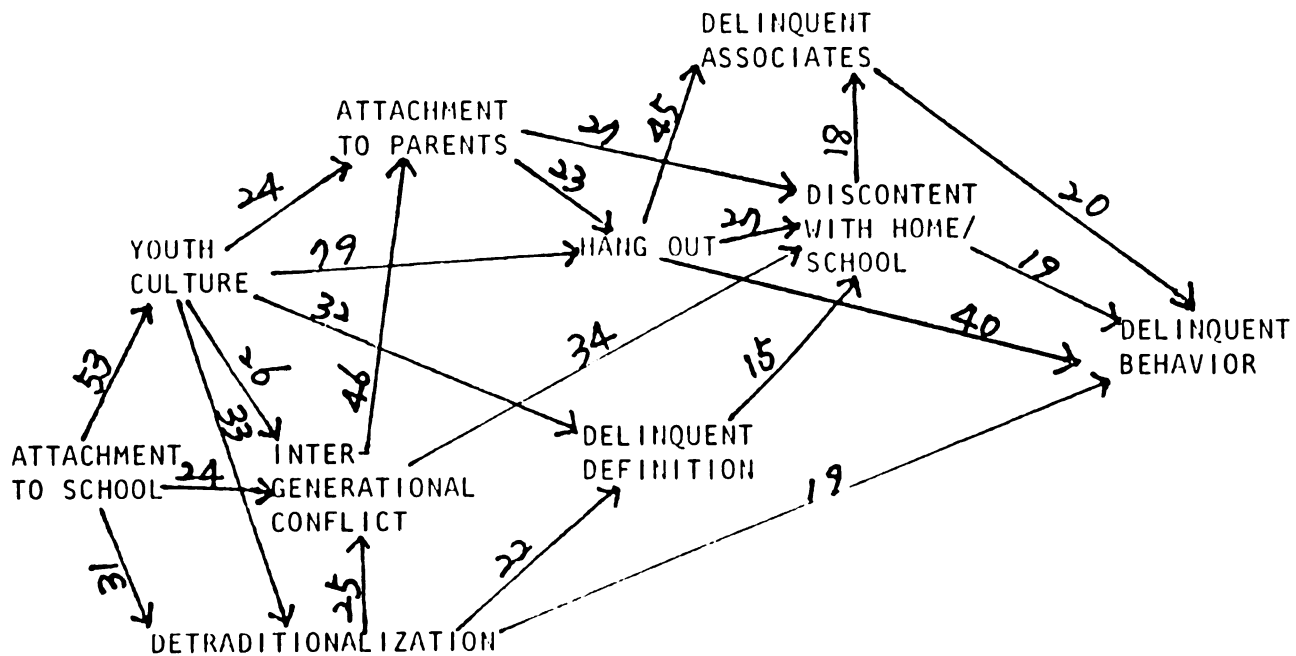 DELINQUENT
ASSOCIATES
ATTACHMENT
TO PARENTS
45
18
23
24
DISCONTENT
WITH HOME/
SCHOOL
20
YOUTH
CULTURE
HANG OUT
19
32
34
40
DELINQUENT
BEHAVIOR
53
46
15
33
ATTACHMENT
TO SCHOOL
24
INTER-
GENERATIONAL
CONFLICT
DELINQUENT
DEFINITION
19
31
25
22
DETRADITIONALIZATION